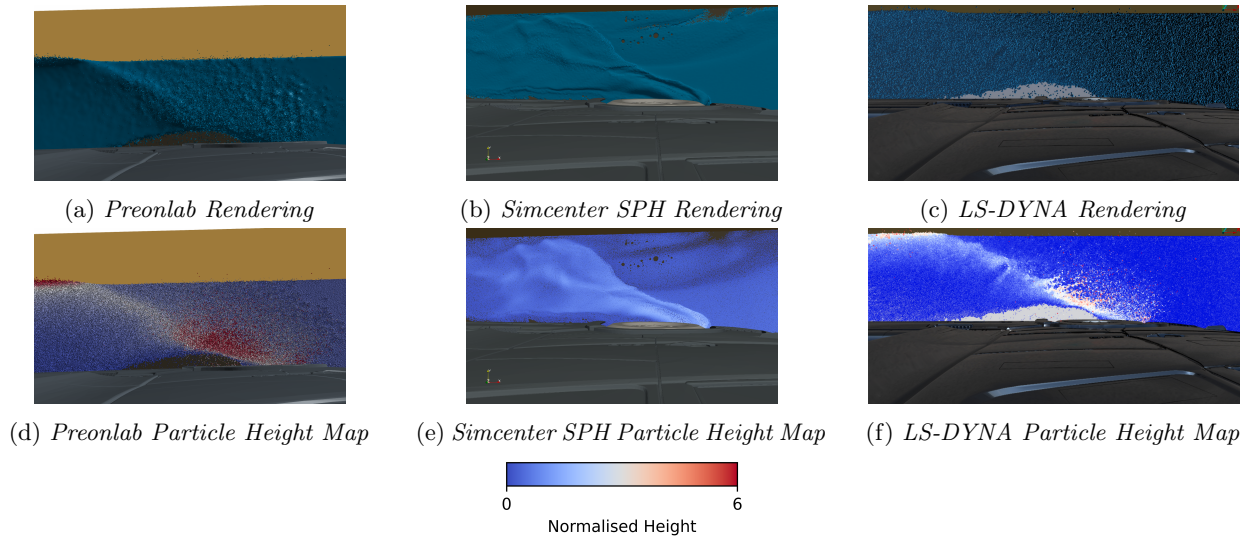 (a) Preonlab Rendering
(b) Simcenter SPH Rendering
(c) LS-DYNA Rendering
(d) Preonlab Particle Height Map
(e) Simcenter SPH Particle Height Map
(f) LS-DYNA Particle Height Map
0 6
Normalised Height